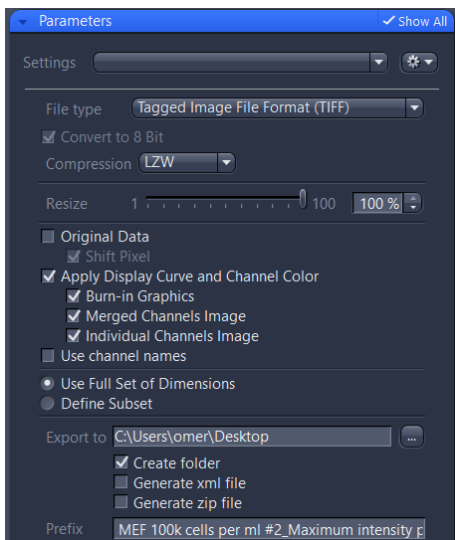 Parameters Show All
Settings
File type Tagged Image File Format (TIFF)
Convert to 8 Bit
Compression LZW
Resize 1 100 100 %
Original Data
Shift Pixel
Apply Display Curve and Channel Color
Burn-in Graphics
Merged Channels Image
Individual Channels Image
Use channel names
Use Full Set of Dimensions
Define Subset
Export to C:\Users\omer\Desktop ...
Create folder
Generate xml file
Generate zip file
Prefix MEF 100k cells per ml #2_Maximum intensity p